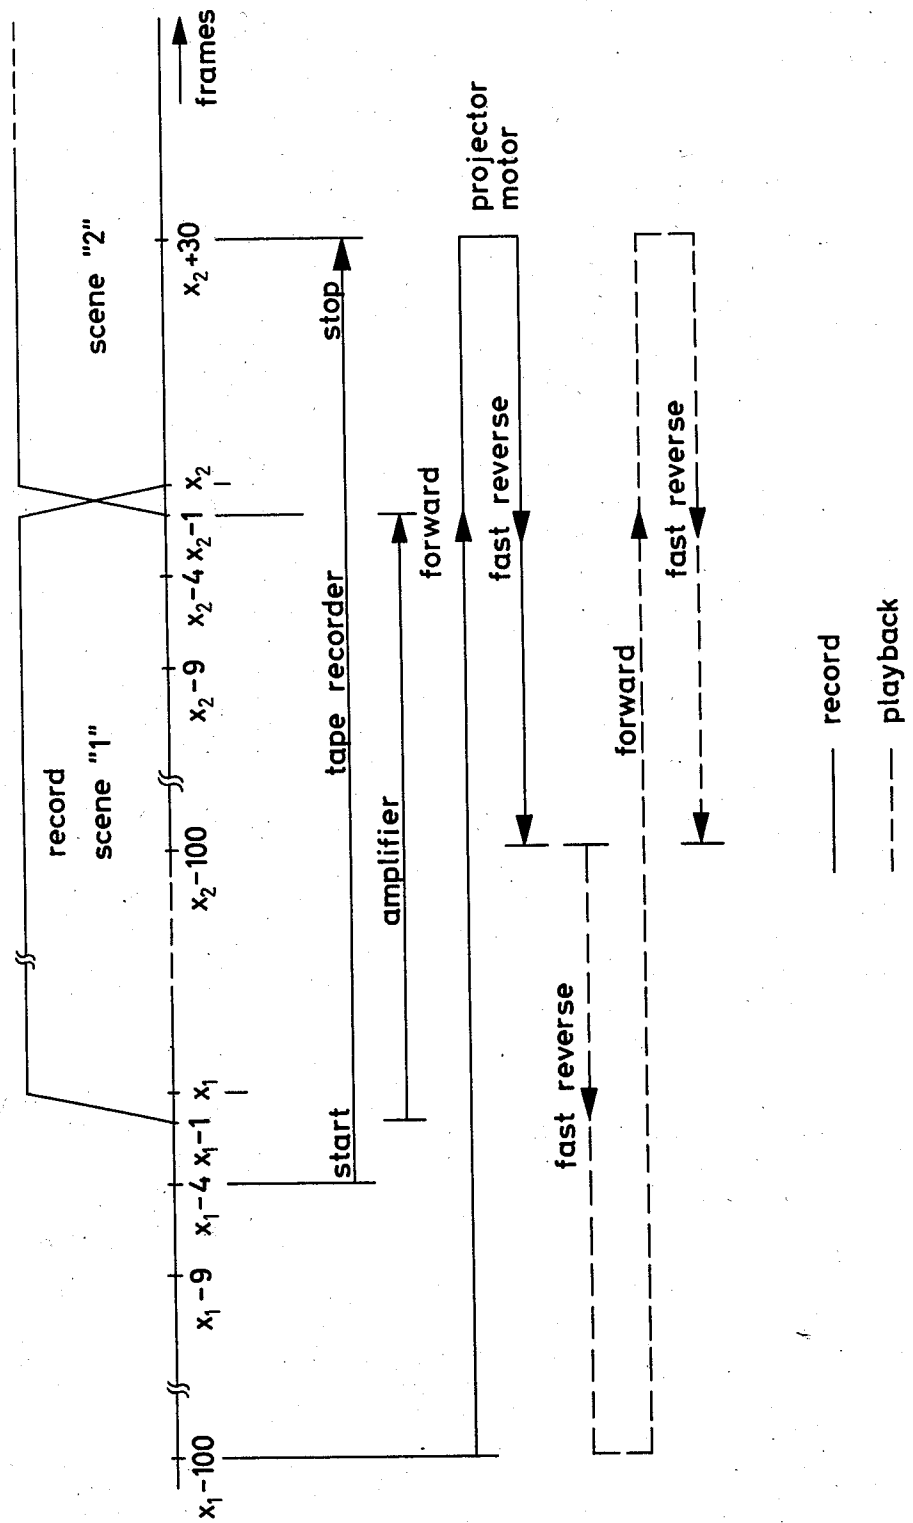 record
scene "1"
scene "2"
x₁−100
x₁−9
x₁−4
x₁−1
x₁
x₂−100
x₂−9
x₂−4
x₂−1
x₂
x₂+30
frames
start
tape recorder
stop
amplifier
forward
projector
motor
fast reverse
fast reverse
forward
fast reverse
record
playback